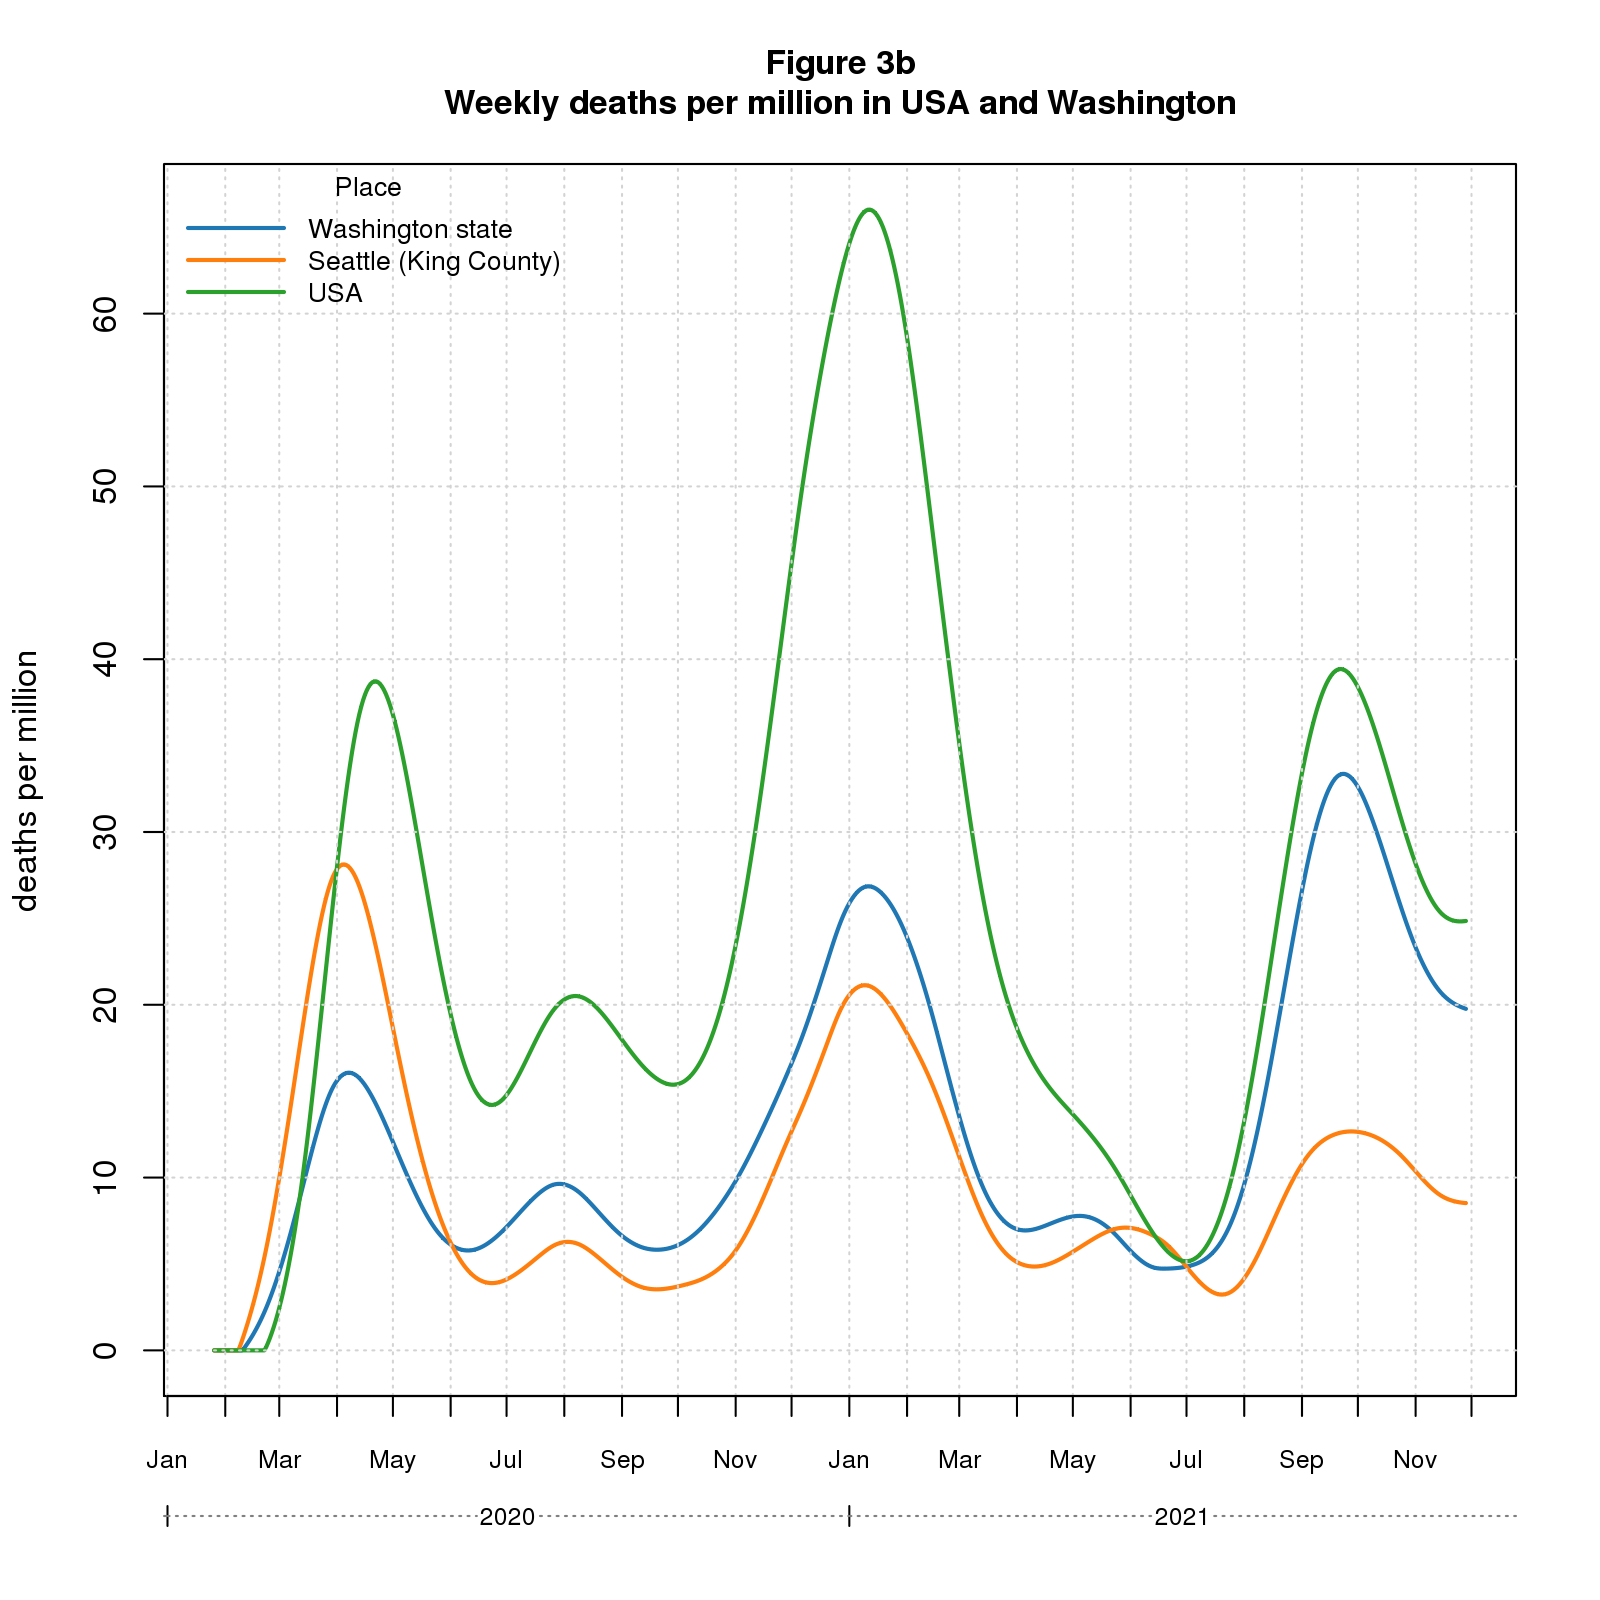 Figure 3b
Weekly deaths per million in USA and Washington
Place
Washington state
Seattle (King County)
USA
deaths per million
60
50
40
30
20
10
0
Jan Mar May Jul Sep Nov Jan Mar May Jul Sep Nov
2020 2021